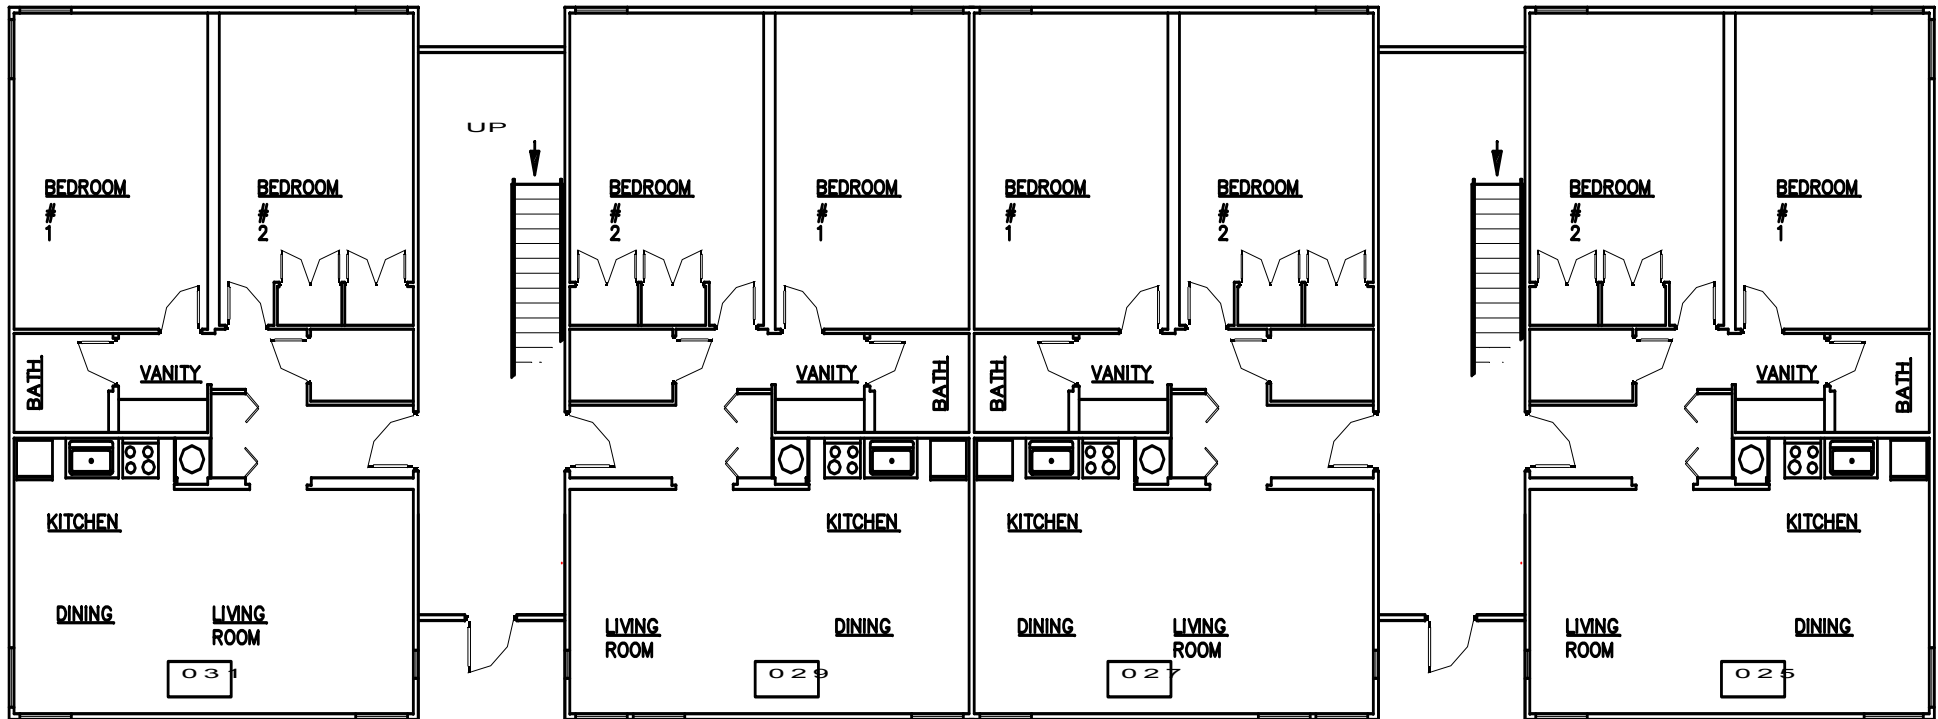 UP
BEDROOM
#
1
BEDROOM
#
2
BEDROOM
#
2
BEDROOM
#
1
BEDROOM
#
1
BEDROOM
#
2
BEDROOM
#
2
BEDROOM
#
1
BATH
VANITY
VANITY
BATH
BATH
VANITY
VANITY
BATH
KITCHEN
KITCHEN
KITCHEN
KITCHEN
DINING
LIVING
ROOM
LIVING
ROOM
DINING
DINING
LIVING
ROOM
LIVING
ROOM
DINING
031
029
027
025